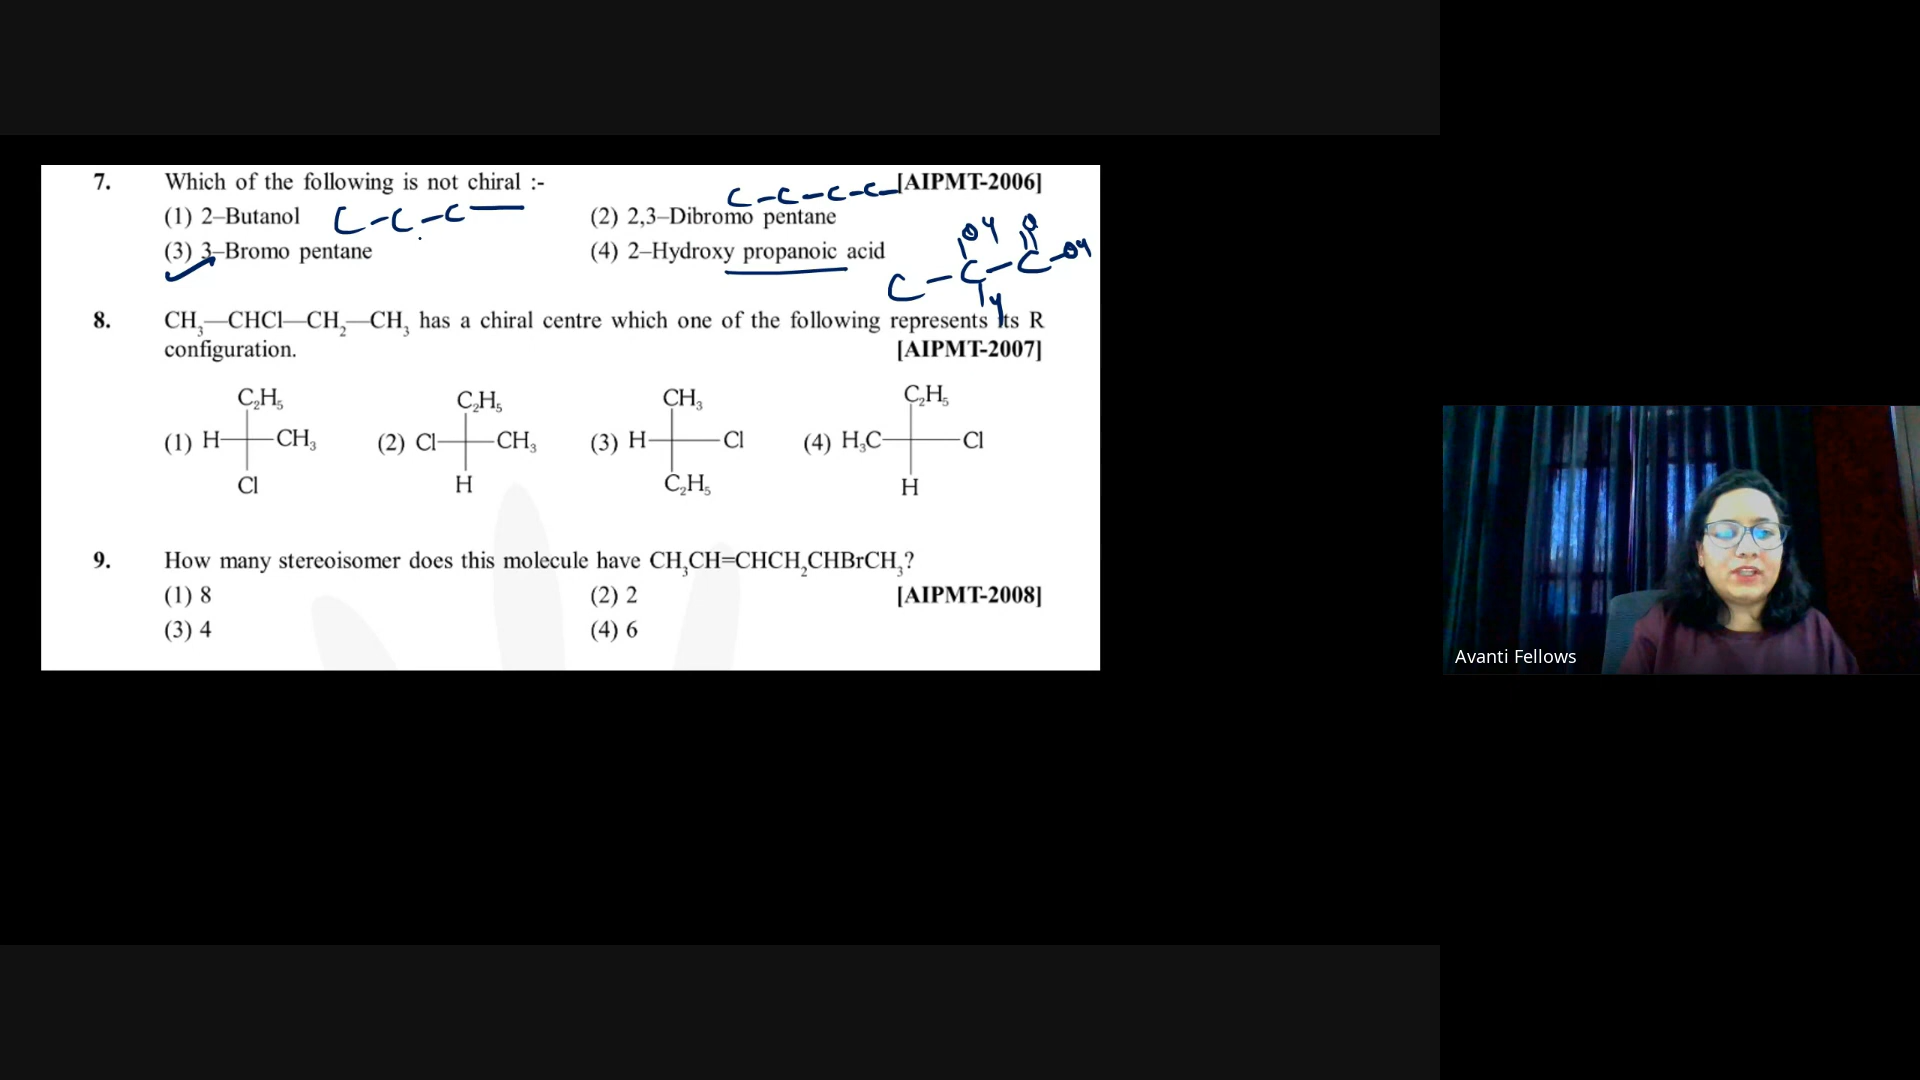 7. Which of the following is not chiral :- [AIPMT-2006]
C-C-C-C
(1) 2–Butanol (2) 2,3–Dibromo pentane
C-C-C
(3) 3–Bromo pentane (4) 2–Hydroxy propanoic acid
OH O
C-C-C-OH
H
8. CH₃—CHCl—CH₂—CH₃ has a chiral centre which one of the following represents its R
configuration. [AIPMT-2007]
C₂H₅ C₂H₅ CH₃ C₂H₅
(1) H CH₃ (2) Cl CH₃ (3) H Cl (4) H₃C Cl
Cl H C₂H₅ H
9. How many stereoisomer does this molecule have CH₃CH=CHCH₂CHBrCH₃?
(1) 8 (2) 2 [AIPMT-2008]
(3) 4 (4) 6
Avanti Fellows